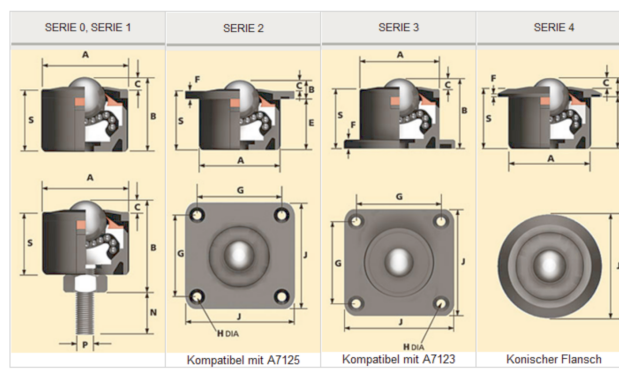 SERIE 0, SERIE 1
SERIE 2
SERIE 3
SERIE 4
A
C
S
B
F
C
B
S
E
A
A
C
S
F
B
F
C
S
A
A
C
S
B
N
P
G
G
J
J
H DIA
Kompatibel mit A7125
G
G
J
J
H DIA
Kompatibel mit A7123
Konischer Flansch